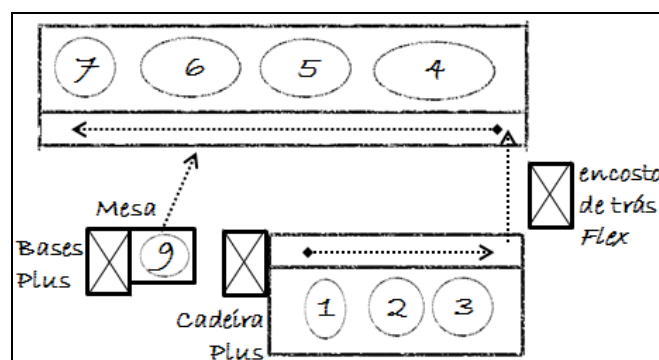 7 6 5 4
encosto
de trás
Flex
Mesa
Bases
Plus
9
Cadeira
Plus
1 2 3